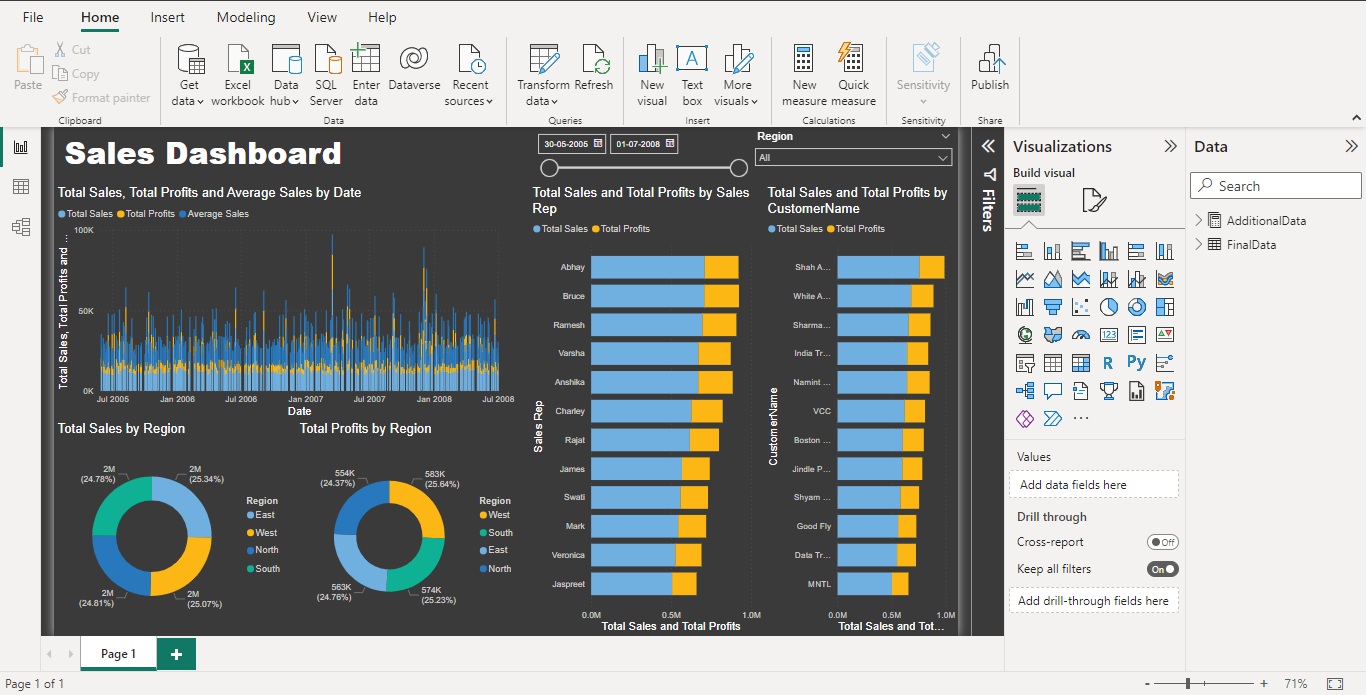 File Home Insert Modeling View Help
Paste
Cut
Copy
Format painter
Clipboard
Get data
Excel workbook
Data hub
SQL Server
Enter data
Dataverse
Recent sources
Data
Transform data
Refresh
Queries
New visual
Text box
More visuals
Insert
New measure
Quick measure
Calculations
Sensitivity
Sensitivity
Publish
Share
Sales Dashboard
30-05-2005 01-07-2008
Region
All
Total Sales, Total Profits and Average Sales by Date
Total Sales Total Profits Average Sales
Total Sales, Total Profits and ...
100K
50K
0K
Jul 2005 Jan 2006 Jul 2006 Jan 2007 Jul 2007 Jan 2008 Jul 2008
Date
Total Sales by Region
2M (24.78%)
2M (25.34%)
2M (24.81%)
2M (25.07%)
Region
East
West
North
South
Total Profits by Region
554K (24.37%)
583K (25.64%)
563K (24.76%)
574K (25.23%)
Region
West
South
East
North
Total Sales and Total Profits by Sales
Rep
Total Sales Total Profits
Sales Rep
Abhay
Bruce
Ramesh
Varsha
Anshika
Charley
Rajat
James
Swati
Mark
Veronica
Jaspreet
0.0M 0.5M 1.0M
Total Sales and Total Profits
Total Sales and Total Profits by
CustomerName
Total Sales Total Profits
CustomerName
Shah A...
White A...
Sharma...
India Tr...
Namint ...
VCC
Boston ...
Jindle P...
Shyam ...
Good Fly
Data Tr...
MNTL
0.0M 0.5M 1.0M
Total Sales and Tot...
Filters
Visualizations
Build visual
123
R Py
...
Values
Add data fields here
Drill through
Cross-report Off
Keep all filters On
Add drill-through fields here
Data
Search
AdditionalData
FinalData
Page 1
+
Page 1 of 1
- + 71%